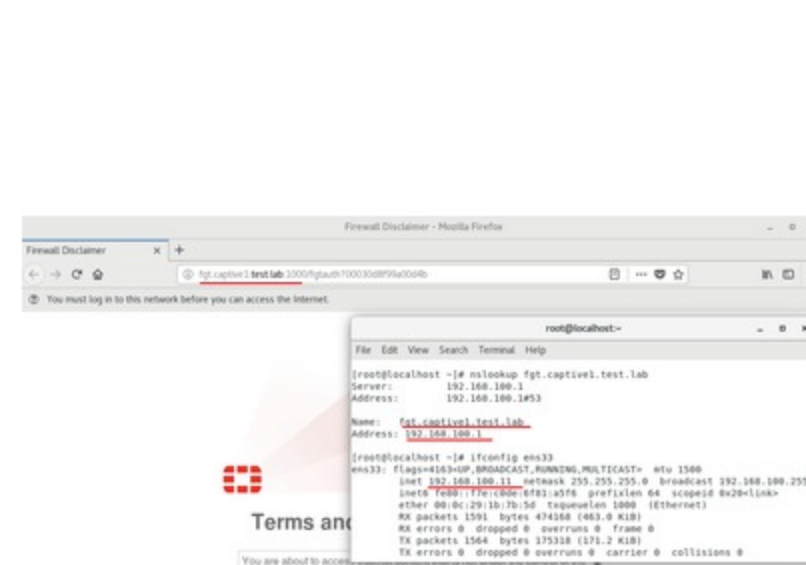 Firewall Disclaimer - Mozilla Firefox
Firewall Disclaimer
fgt.captive1.test.lab:1000/fgtauth?
You must log in to this network before you can access the Internet.
root@localhost:~
File Edit View Search Terminal Help
[root@localhost ~]# nslookup fgt.captive1.test.lab
Server: 192.168.100.1
Address: 192.168.100.1#53
Name: fgt.captive1.test.lab
Address: 192.168.100.1
[root@localhost ~]# ifconfig ens33
ens33: flags=4163<UP,BROADCAST,RUNNING,MULTICAST> mtu 1500
inet 192.168.100.11 netmask 255.255.255.0 broadcast 192.168.100.255
inet6 prefixlen 64 scopeid 0x20<link>
ether 00:0c:29:1b:7b:5d txqueuelen 1000 (Ethernet)
RX packets 1591 bytes 474168 (463.0 KiB)
RX errors 0 dropped 0 overruns 0 frame 0
TX packets 1564 bytes 175318 (171.2 KiB)
TX errors 0 dropped 0 overruns 0 carrier 0 collisions 0
Terms and
You are about to access